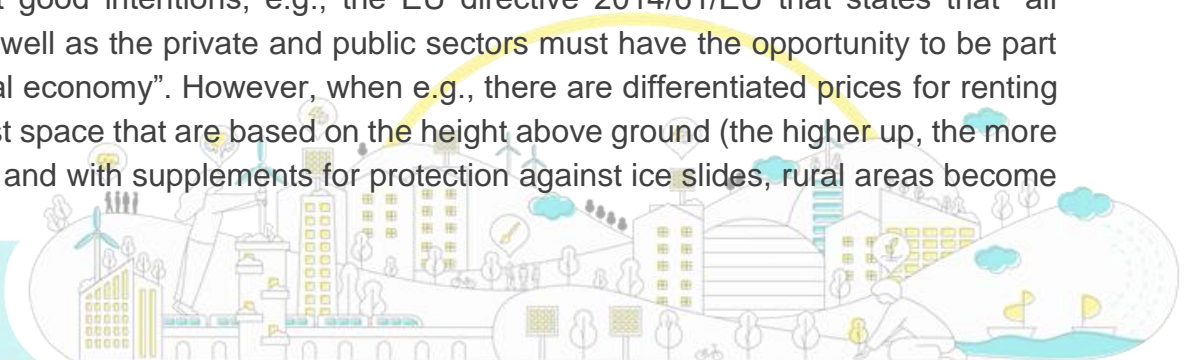 good intentions, e.g., the EU directive 2014/61/EU that states that "all
well as the private and public sectors must have the opportunity to be part
al economy". However, when e.g., there are differentiated prices for renting
st space that are based on the height above ground (the higher up, the more
and with supplements for protection against ice slides, rural areas become